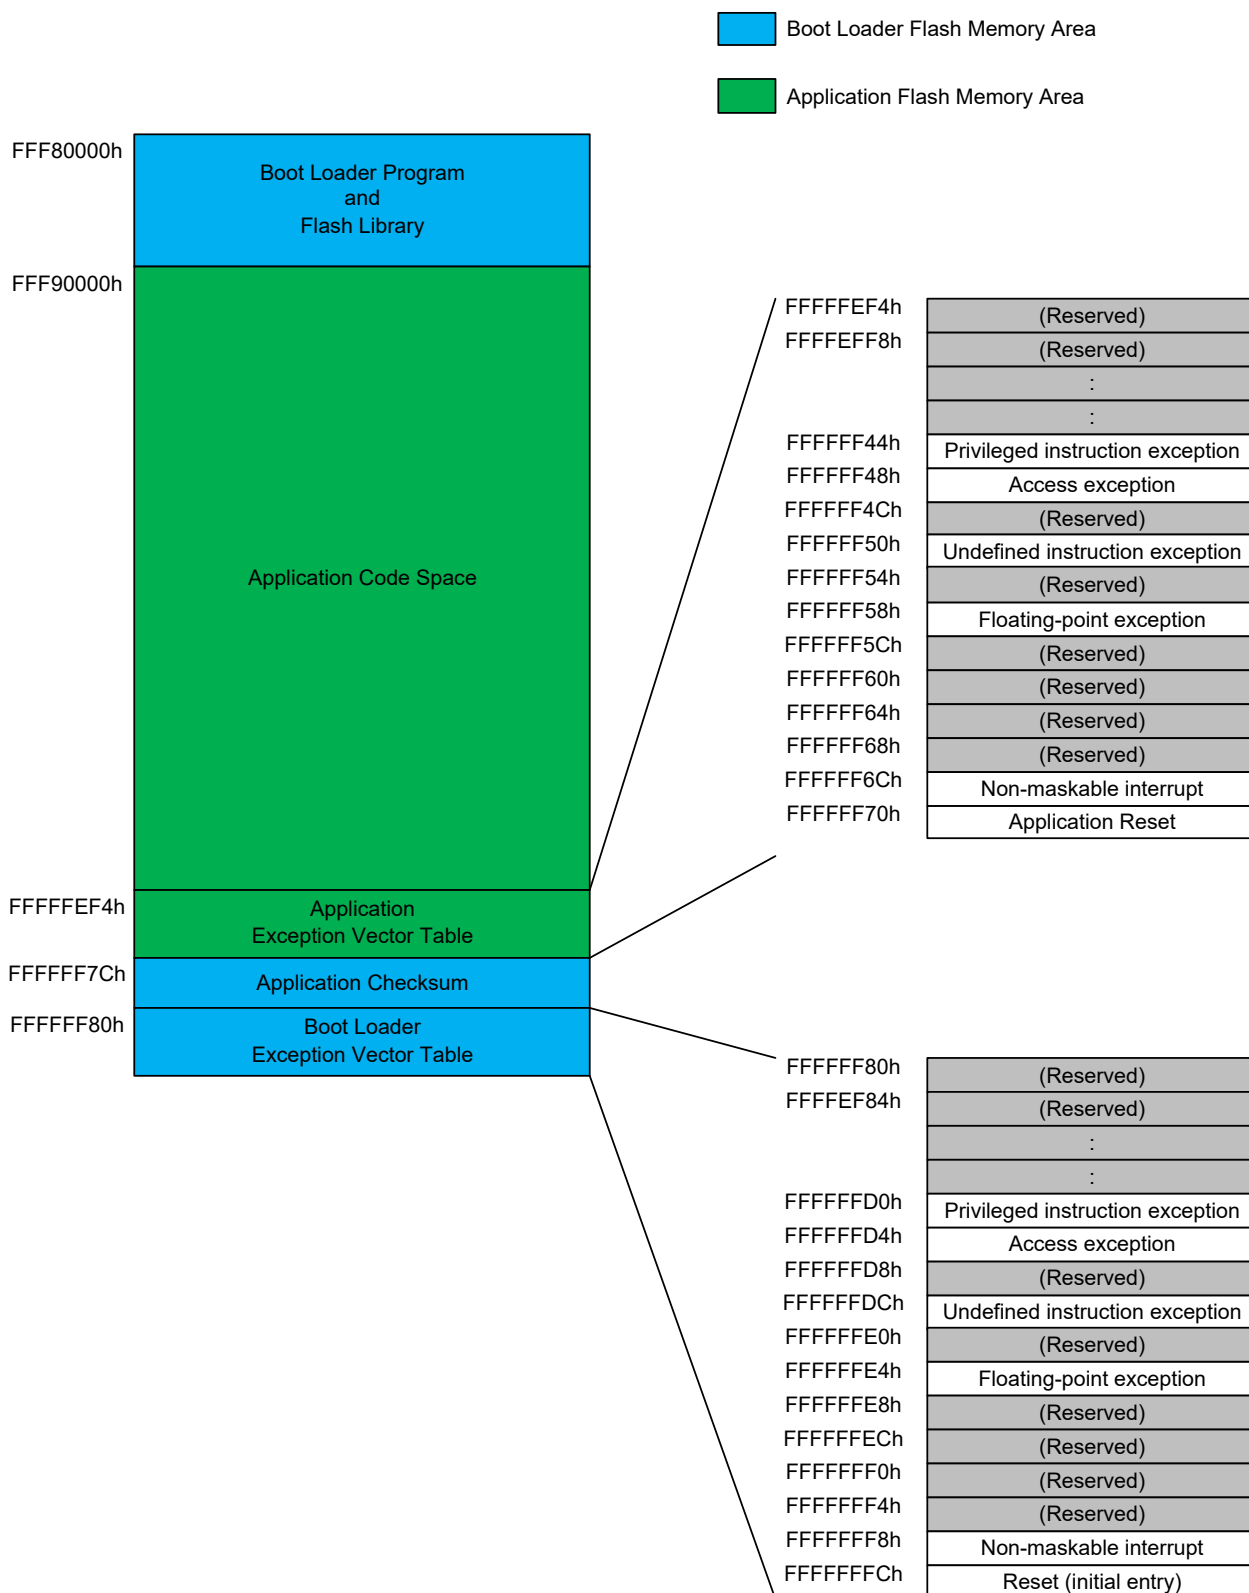 Boot Loader Flash Memory Area
Application Flash Memory Area
FFF80000h
Boot Loader Program
and
Flash Library
FFF90000h
Application Code Space
FFFFFEF4h
Application
Exception Vector Table
FFFFFF7Ch
Application Checksum
FFFFFF80h
Boot Loader
Exception Vector Table
FFFFFEF4h
(Reserved)
FFFFEFF8h
(Reserved)
:
:
FFFFFF44h
Privileged instruction exception
FFFFFF48h
Access exception
FFFFFF4Ch
(Reserved)
FFFFFF50h
Undefined instruction exception
FFFFFF54h
(Reserved)
FFFFFF58h
Floating-point exception
FFFFFF5Ch
(Reserved)
FFFFFF60h
(Reserved)
FFFFFF64h
(Reserved)
FFFFFF68h
(Reserved)
FFFFFF6Ch
Non-maskable interrupt
FFFFFF70h
Application Reset
FFFFFF80h
(Reserved)
FFFFEF84h
(Reserved)
:
:
FFFFFFD0h
Privileged instruction exception
FFFFFFD4h
Access exception
FFFFFFD8h
(Reserved)
FFFFFFDCh
Undefined instruction exception
FFFFFFE0h
(Reserved)
FFFFFFE4h
Floating-point exception
FFFFFFE8h
(Reserved)
FFFFFFECh
(Reserved)
FFFFFFF0h
(Reserved)
FFFFFFF4h
(Reserved)
FFFFFFF8h
Non-maskable interrupt
FFFFFFFCh
Reset (initial entry)